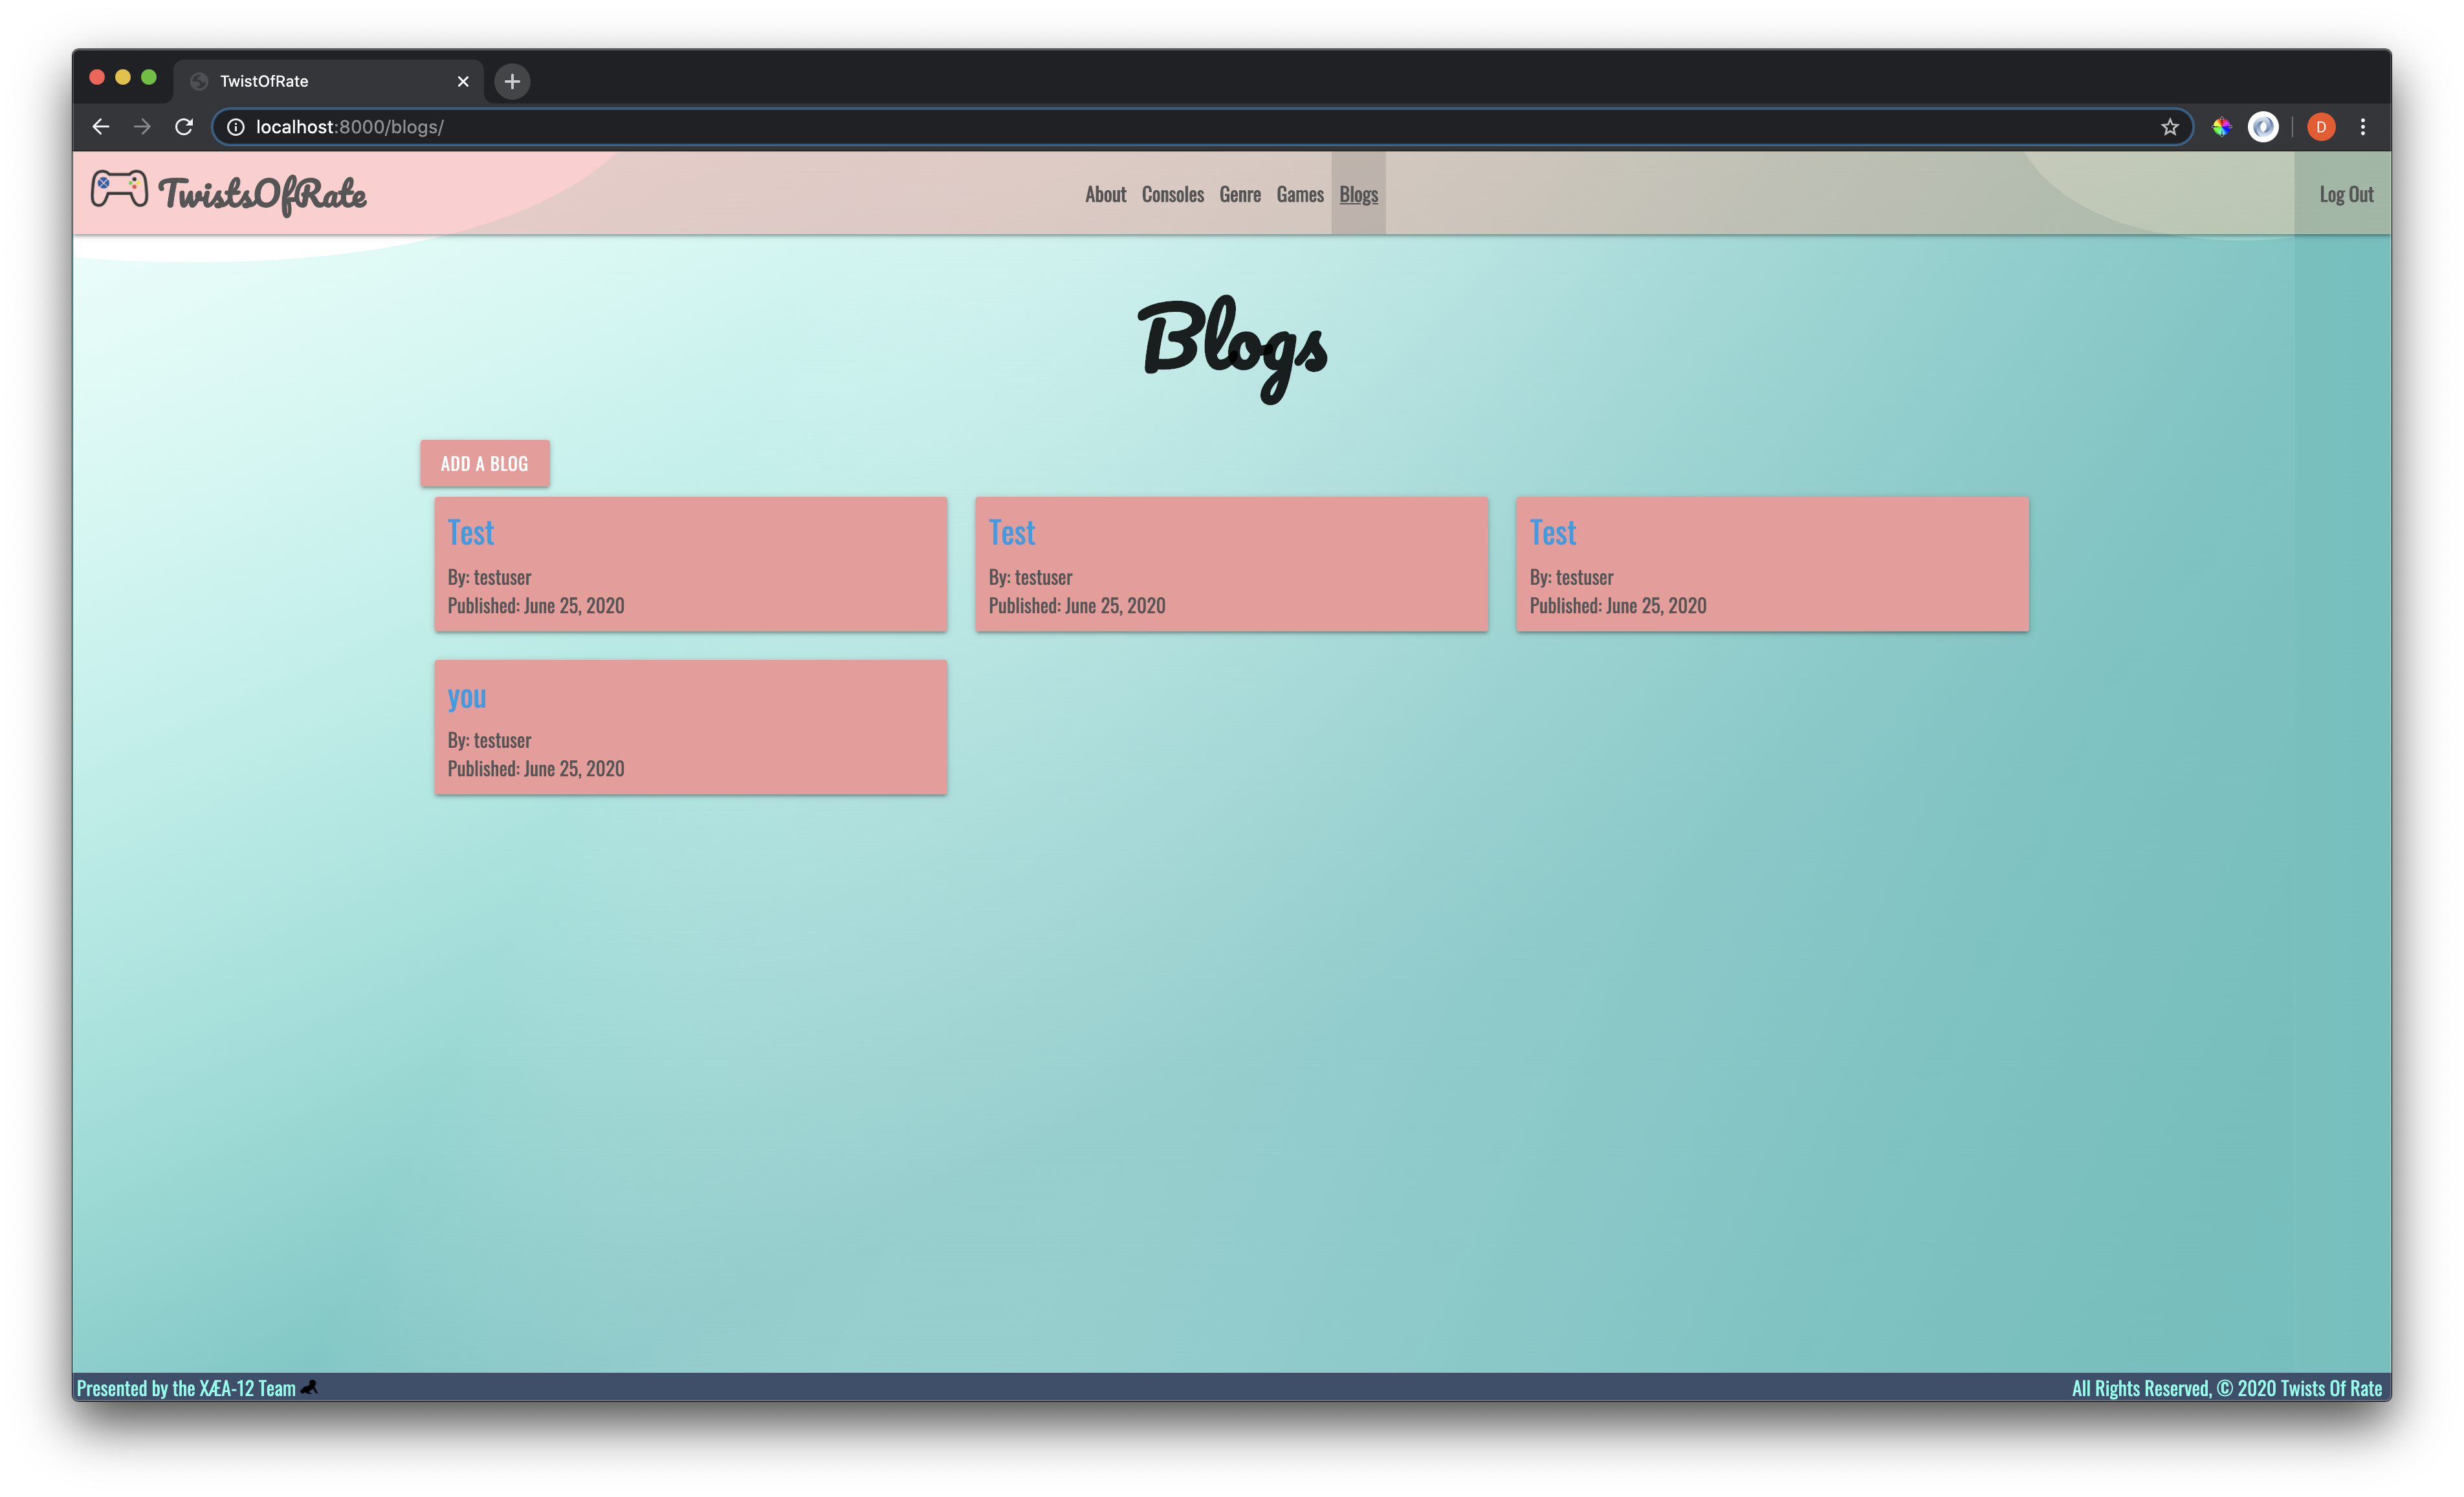 TwistOfRate
localhost:8000/blogs/
D
TwistsOfRate
About Consoles Genre Games Blogs
Log Out
Blogs
ADD A BLOG
Test
By: testuser
Published: June 25, 2020
Test
By: testuser
Published: June 25, 2020
Test
By: testuser
Published: June 25, 2020
you
By: testuser
Published: June 25, 2020
Presented by the XÆA-12 Team
All Rights Reserved, © 2020 Twists Of Rate